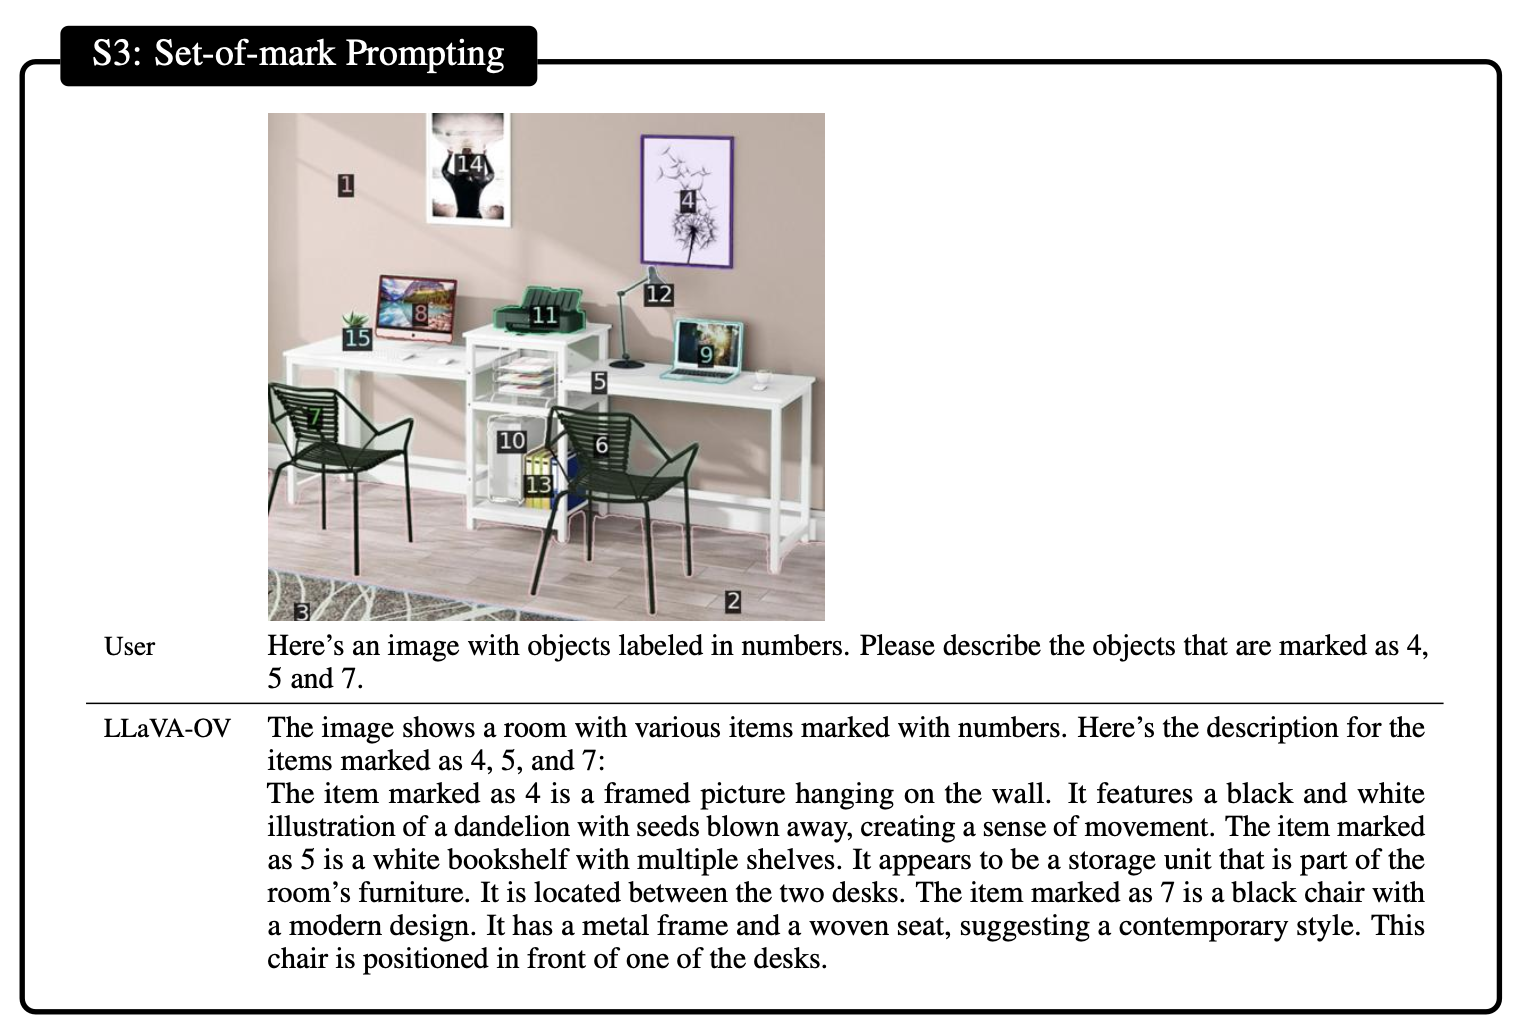 S3: Set-of-mark Prompting
14
1
4
12
8
11
15
9
5
7
6
10
13
2
3
User
Here's an image with objects labeled in numbers. Please describe the objects that are marked as 4,
5 and 7.
LLaVA-OV
The image shows a room with various items marked with numbers. Here's the description for the
items marked as 4, 5, and 7:
The item marked as 4 is a framed picture hanging on the wall. It features a black and white
illustration of a dandelion with seeds blown away, creating a sense of movement. The item marked
as 5 is a white bookshelf with multiple shelves. It appears to be a storage unit that is part of the
room's furniture. It is located between the two desks. The item marked as 7 is a black chair with
a modern design. It has a metal frame and a woven seat, suggesting a contemporary style. This
chair is positioned in front of one of the desks.